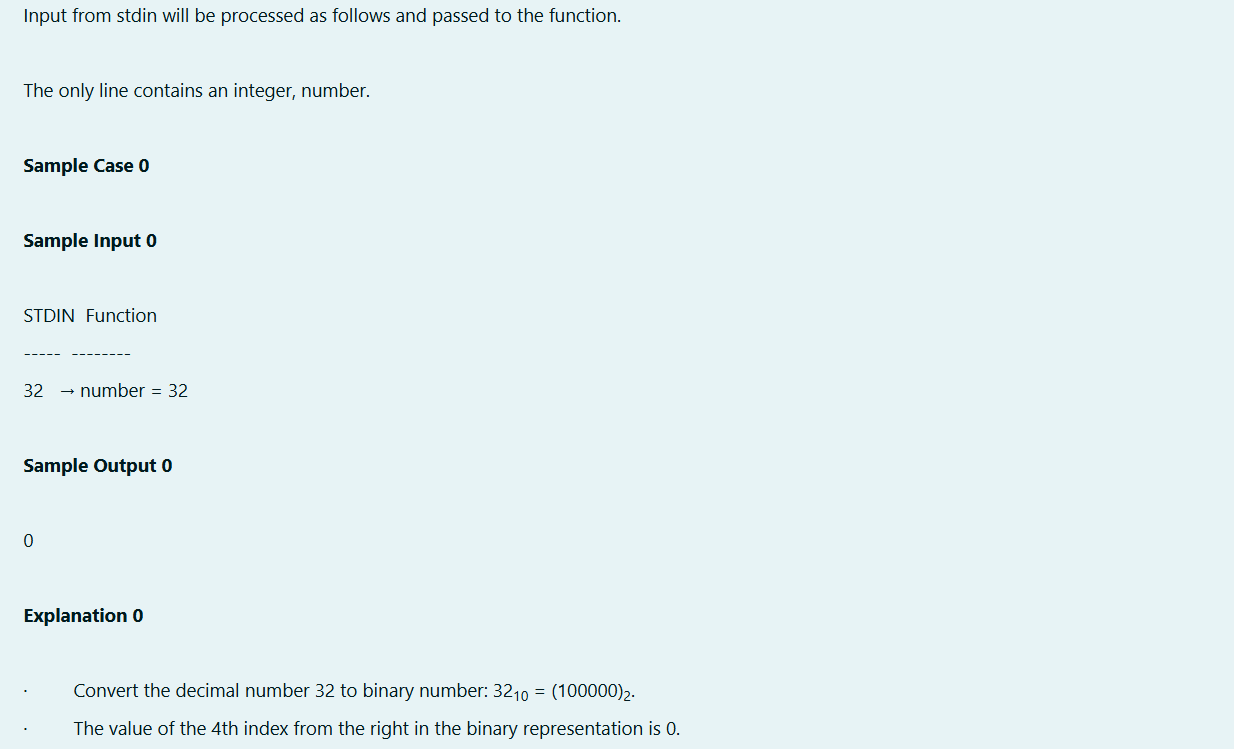 Input from stdin will be processed as follows and passed to the function.
The only line contains an integer, number.
Sample Case 0
Sample Input 0
STDIN  Function
-----  --------
32  → number = 32
Sample Output 0
0
Explanation 0
·  Convert the decimal number 32 to binary number: 32₁₀ = (100000)₂.
·  The value of the 4th index from the right in the binary representation is 0.